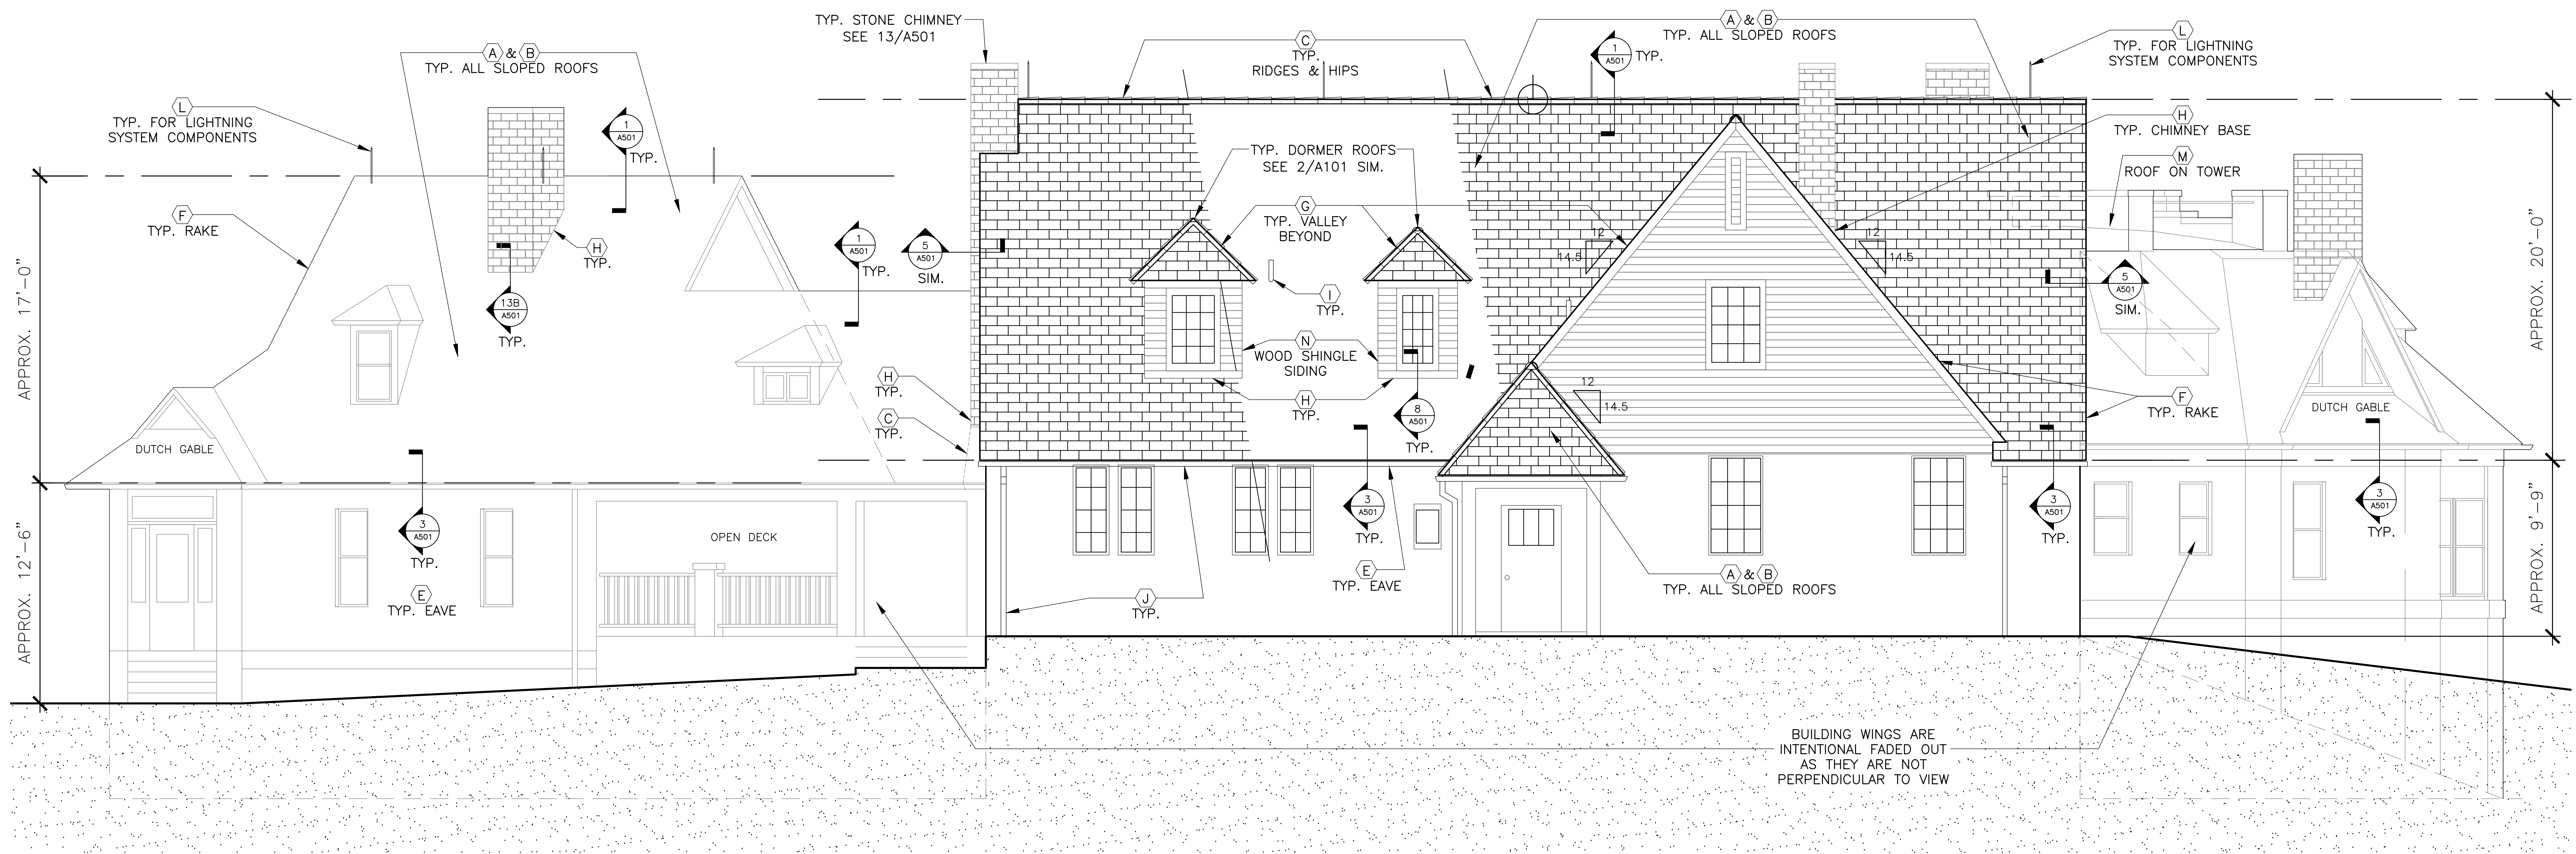 TYP. STONE CHIMNEY
SEE 13/A501
A & B
TYP. ALL SLOPED ROOFS
L
TYP. FOR LIGHTNING
SYSTEM COMPONENTS
1
A501
TYP.
F
TYP. RAKE
H
TYP.
13B
A501
TYP.
1
A501
TYP.
5
A501
SIM.
APPROX. 17'-0"
APPROX. 12'-6"
DUTCH GABLE
3
A501
TYP.
E
TYP. EAVE
OPEN DECK
H
TYP.
C
TYP.
C
TYP.
RIDGES & HIPS
1
A501
TYP.
A & B
TYP. ALL SLOPED ROOFS
L
TYP. FOR LIGHTNING
SYSTEM COMPONENTS
TYP. DORMER ROOFS
SEE 2/A101 SIM.
G
TYP. VALLEY
BEYOND
I
TYP.
N
WOOD SHINGLE
SIDING
H
TYP.
8
A501
TYP.
12
14.5
12
14.5
12
14.5
H
TYP. CHIMNEY BASE
M
ROOF ON TOWER
5
A501
SIM.
F
TYP. RAKE
DUTCH GABLE
APPROX. 20'-0"
APPROX. 9'-9"
3
A501
TYP.
3
A501
TYP.
3
A501
TYP.
E
TYP. EAVE
J
TYP.
A & B
TYP. ALL SLOPED ROOFS
BUILDING WINGS ARE
INTENTIONAL FADED OUT
AS THEY ARE NOT
PERPENDICULAR TO VIEW